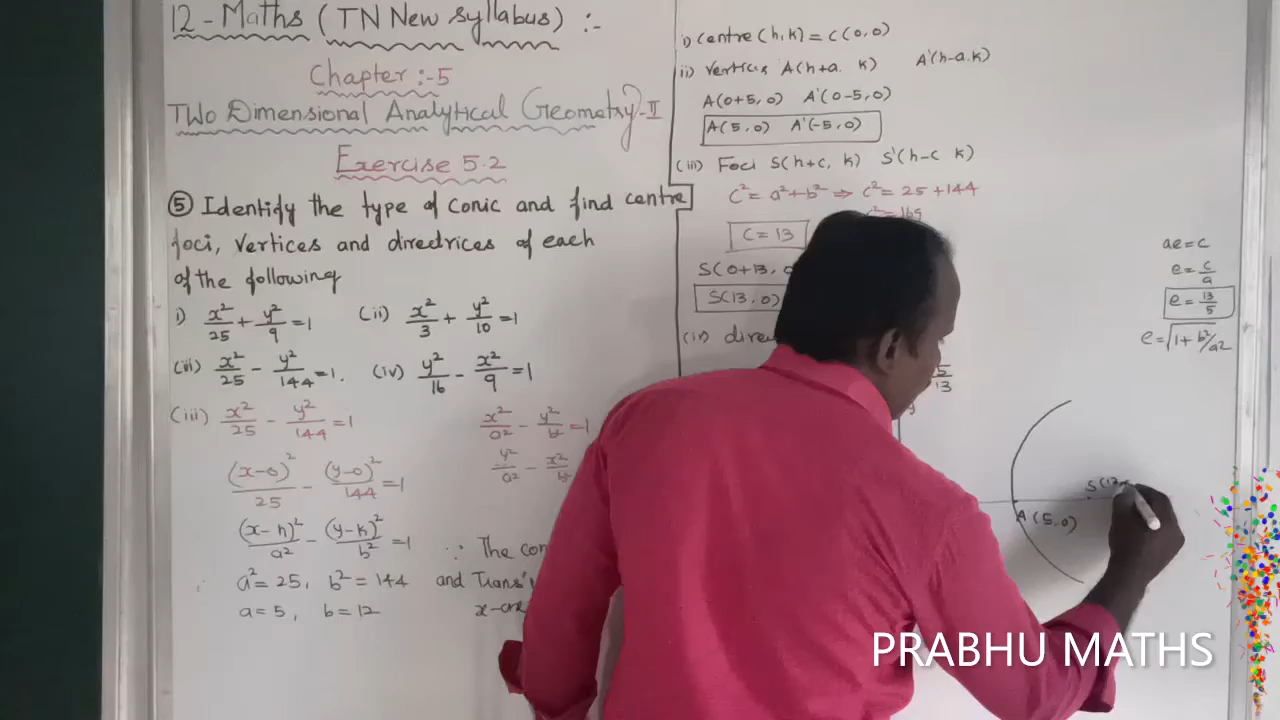 12 - Maths (TN New syllabus) :-
Chapter :-5
Two Dimensional Analytical Geometry-II
Exercise 5.2
⑤ Identify the type of conic and find centre
foci, Vertices and directrices of each
of the following
i) x²/25 + y²/9 = 1 (ii) x²/3 + y²/10 = 1
(iii) x²/25 - y²/144 = 1. (iv) y²/16 - x²/9 = 1
(iii) x²/25 - y²/144 = 1
x²/a² - y²/b² = 1
y²/a² - x²/b²
(x-0)²/25 - (y-0)²/144 = 1
(x-h)²/a² - (y-k)²/b² = 1
∵ The
a² = 25, b² = 144 and
a = 5, b = 12
i) centre (h,k) = C(0,0)
ii) Vertices A(h+a, k) A'(h-a, k)
A(0+5, 0) A'(0-5, 0)
A(5, 0) A'(-5, 0)
(iii) Foci S(h+c, k) S'(h-c k)
c² = a² + b² ⇒ c² = 25 + 144
c² = 169
C = 13
S(0+13, 0
S(13, 0)
(iv)
5/13
y
ae = c
e = c/a
e = 13/5
e = √1 + b²/a²
A (5, 0)
PRABHU MATHS